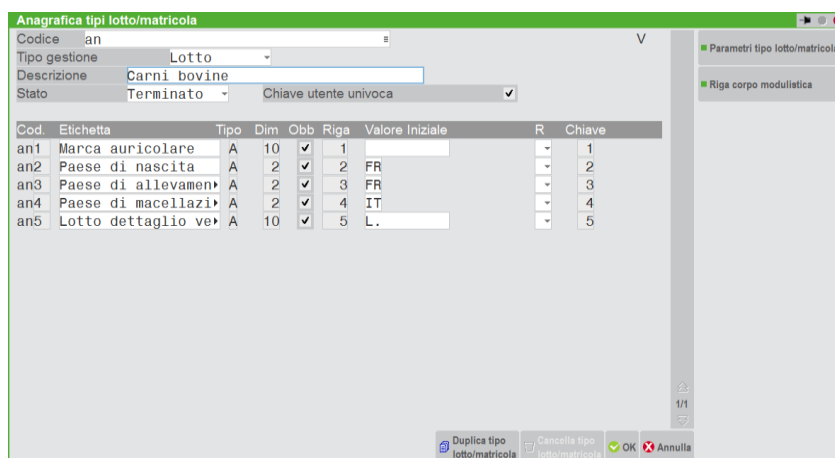 Anagrafica tipi lotto/matricola
Codice an V
Tipo gestione Lotto
Descrizione Carni bovine
Stato Terminato Chiave utente univoca
Cod. Etichetta Tipo Dim Obb Riga Valore Iniziale R Chiave
an1 Marca auricolare A 10 1 1
an2 Paese di nascita A 2 2 FR 2
an3 Paese di allevamen A 2 3 FR 3
an4 Paese di macellazi A 2 4 IT 4
an5 Lotto dettaglio ve A 10 5 L. 5
Parametri tipo lotto/matricola
Riga corpo modulistica
1/1
Duplica tipo
lotto/matricola
Cancella tipo
lotto/matricola
OK
Annulla